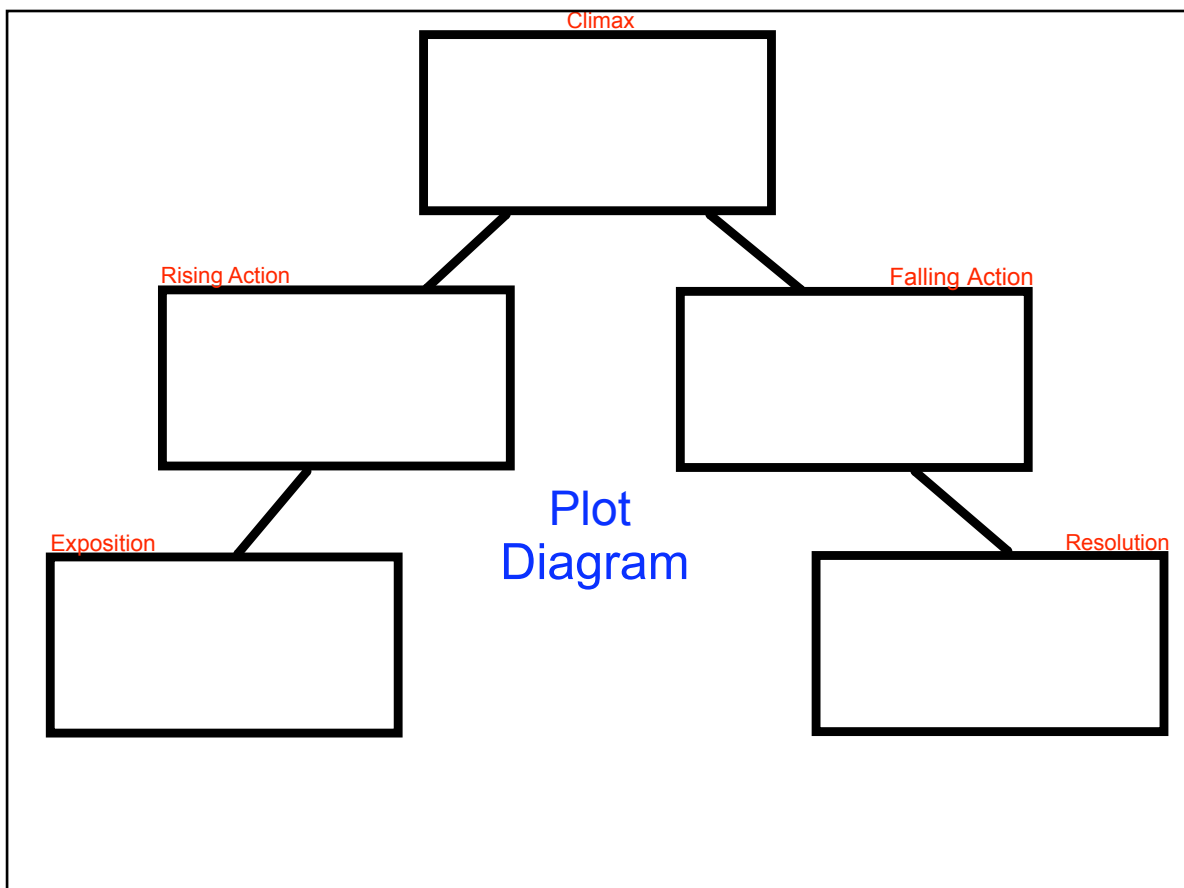 Climax
Rising Action
Falling Action
Plot
Diagram
Exposition
Resolution